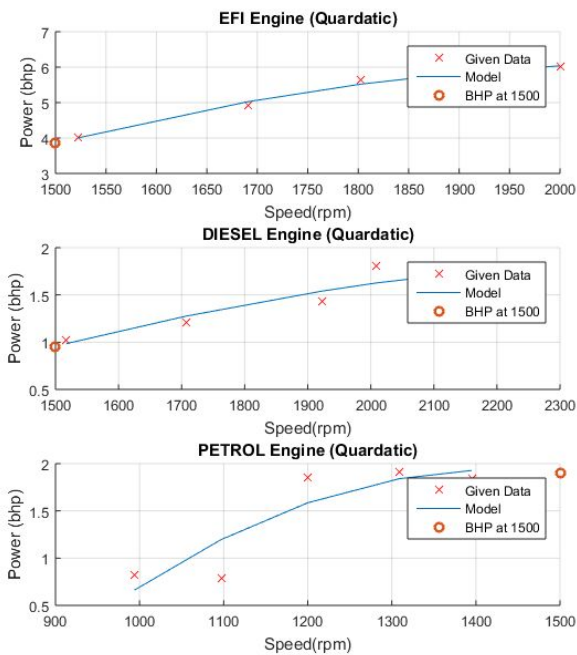 EFI Engine (Quardatic)
7
6
5
4
3
Power (bhp)
Given Data
Model
BHP at 1500
1500 1550 1600 1650 1700 1750 1800 1850 1900 1950 2000
Speed(rpm)
DIESEL Engine (Quardatic)
2
1.5
1
0.5
Power (bhp)
Given Data
Model
BHP at 1500
1500 1600 1700 1800 1900 2000 2100 2200 2300
Speed(rpm)
PETROL Engine (Quardatic)
2
1.5
1
0.5
Power (bhp)
Given Data
Model
BHP at 1500
900 1000 1100 1200 1300 1400 1500
Speed(rpm)